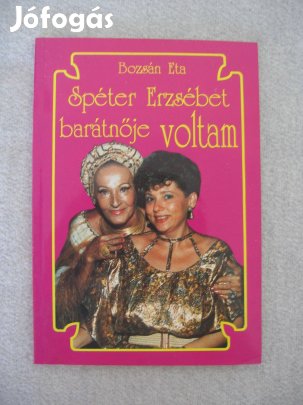 Jófogás
Bozsán Eta
Spéter Erzsébet
barátnője voltam